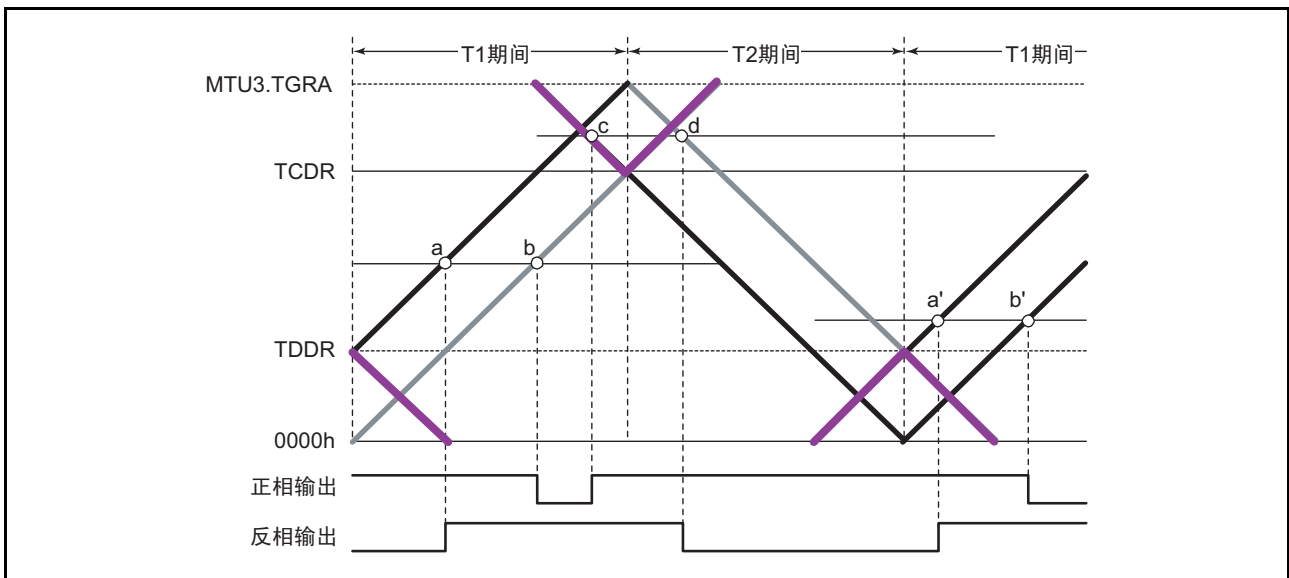 T1期间 T2期间 T1期间
MTU3.TGRA
c d
TCDR
a b
a' b'
TDDR
0000h
正相输出
反相输出